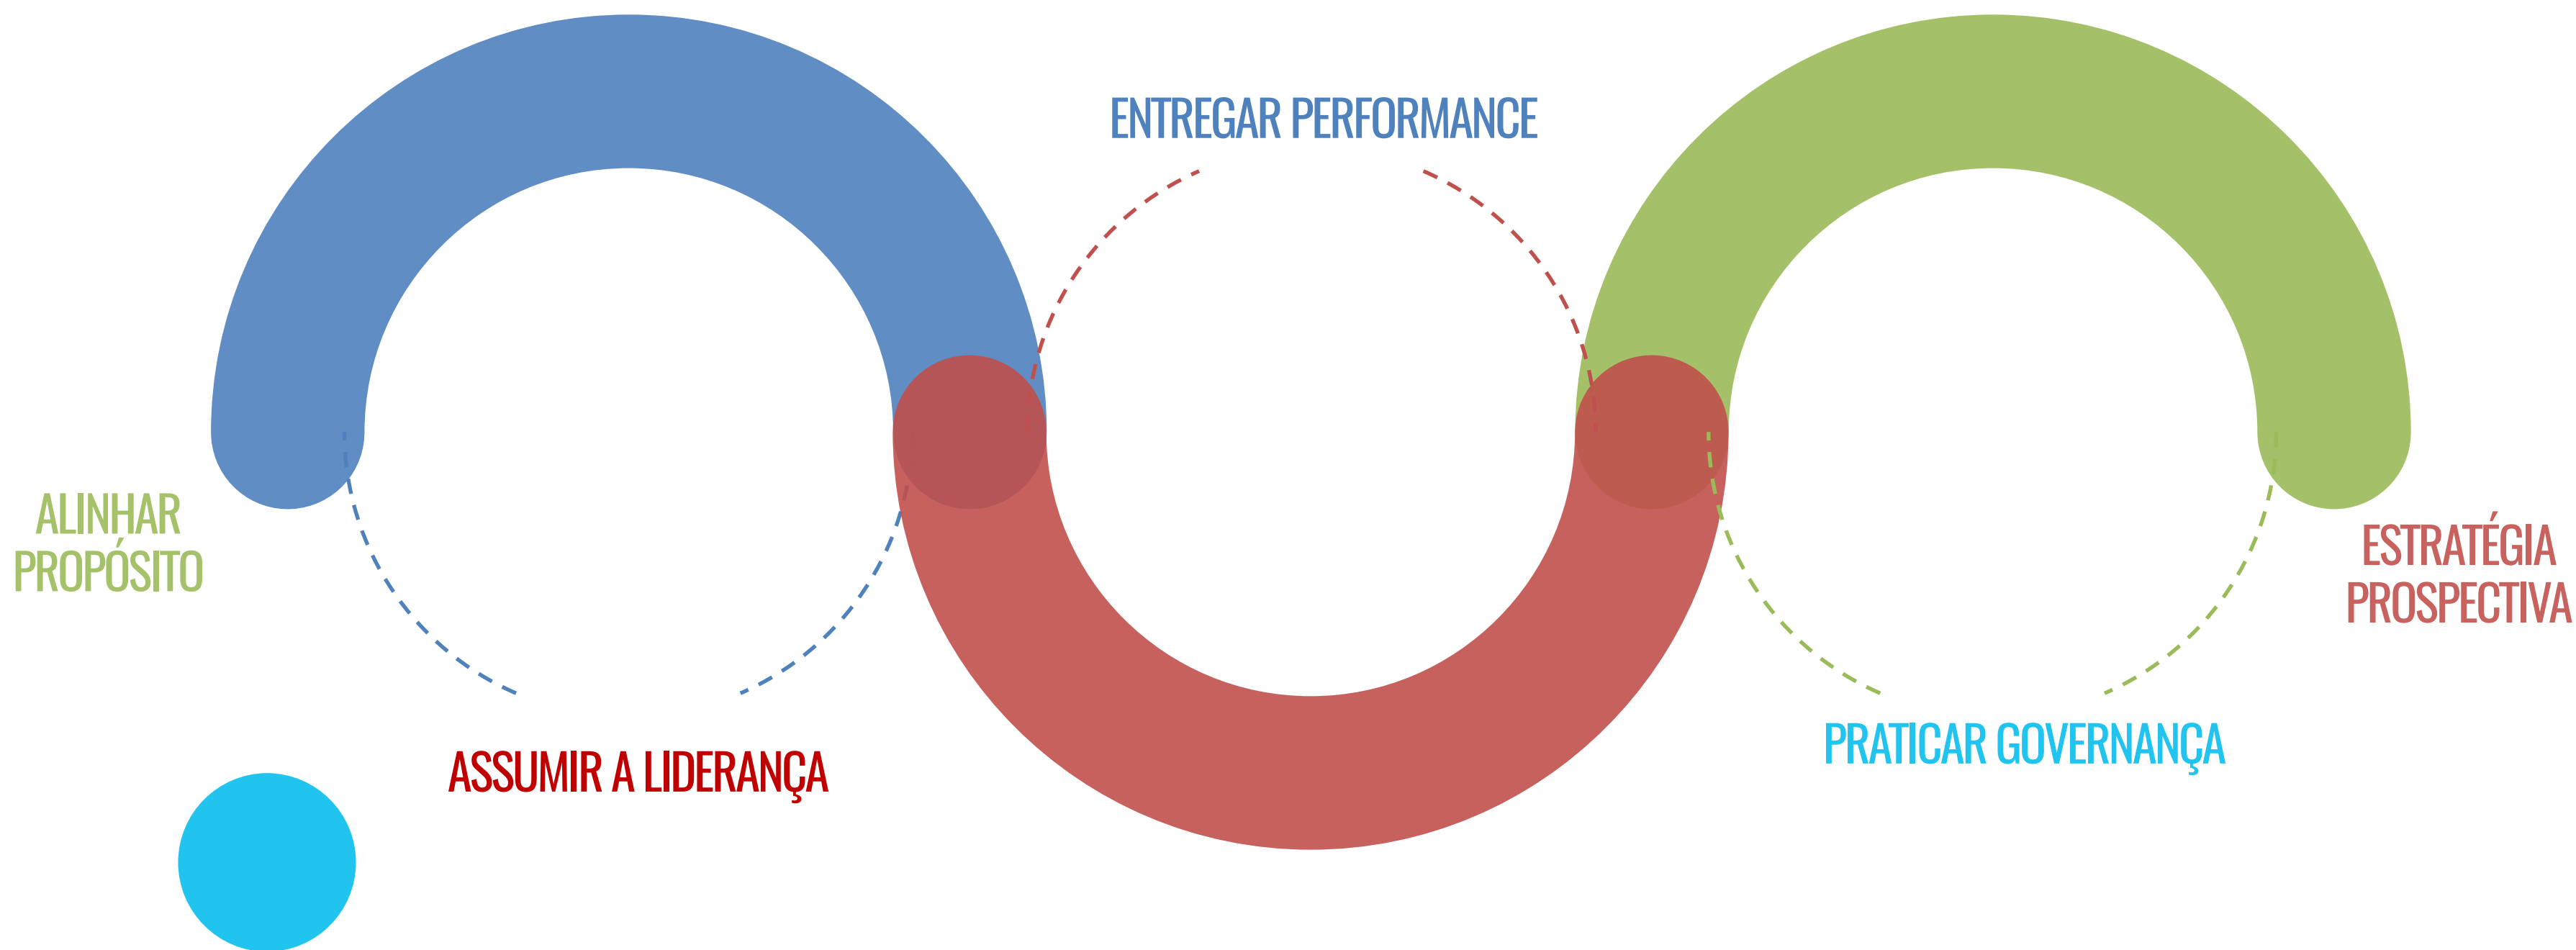 ALINHAR
PROPÓSITO
ASSUMIR A LIDERANÇA
ENTREGAR PERFORMANCE
PRATICAR GOVERNANÇA
ESTRATÉGIA
PROSPECTIVA